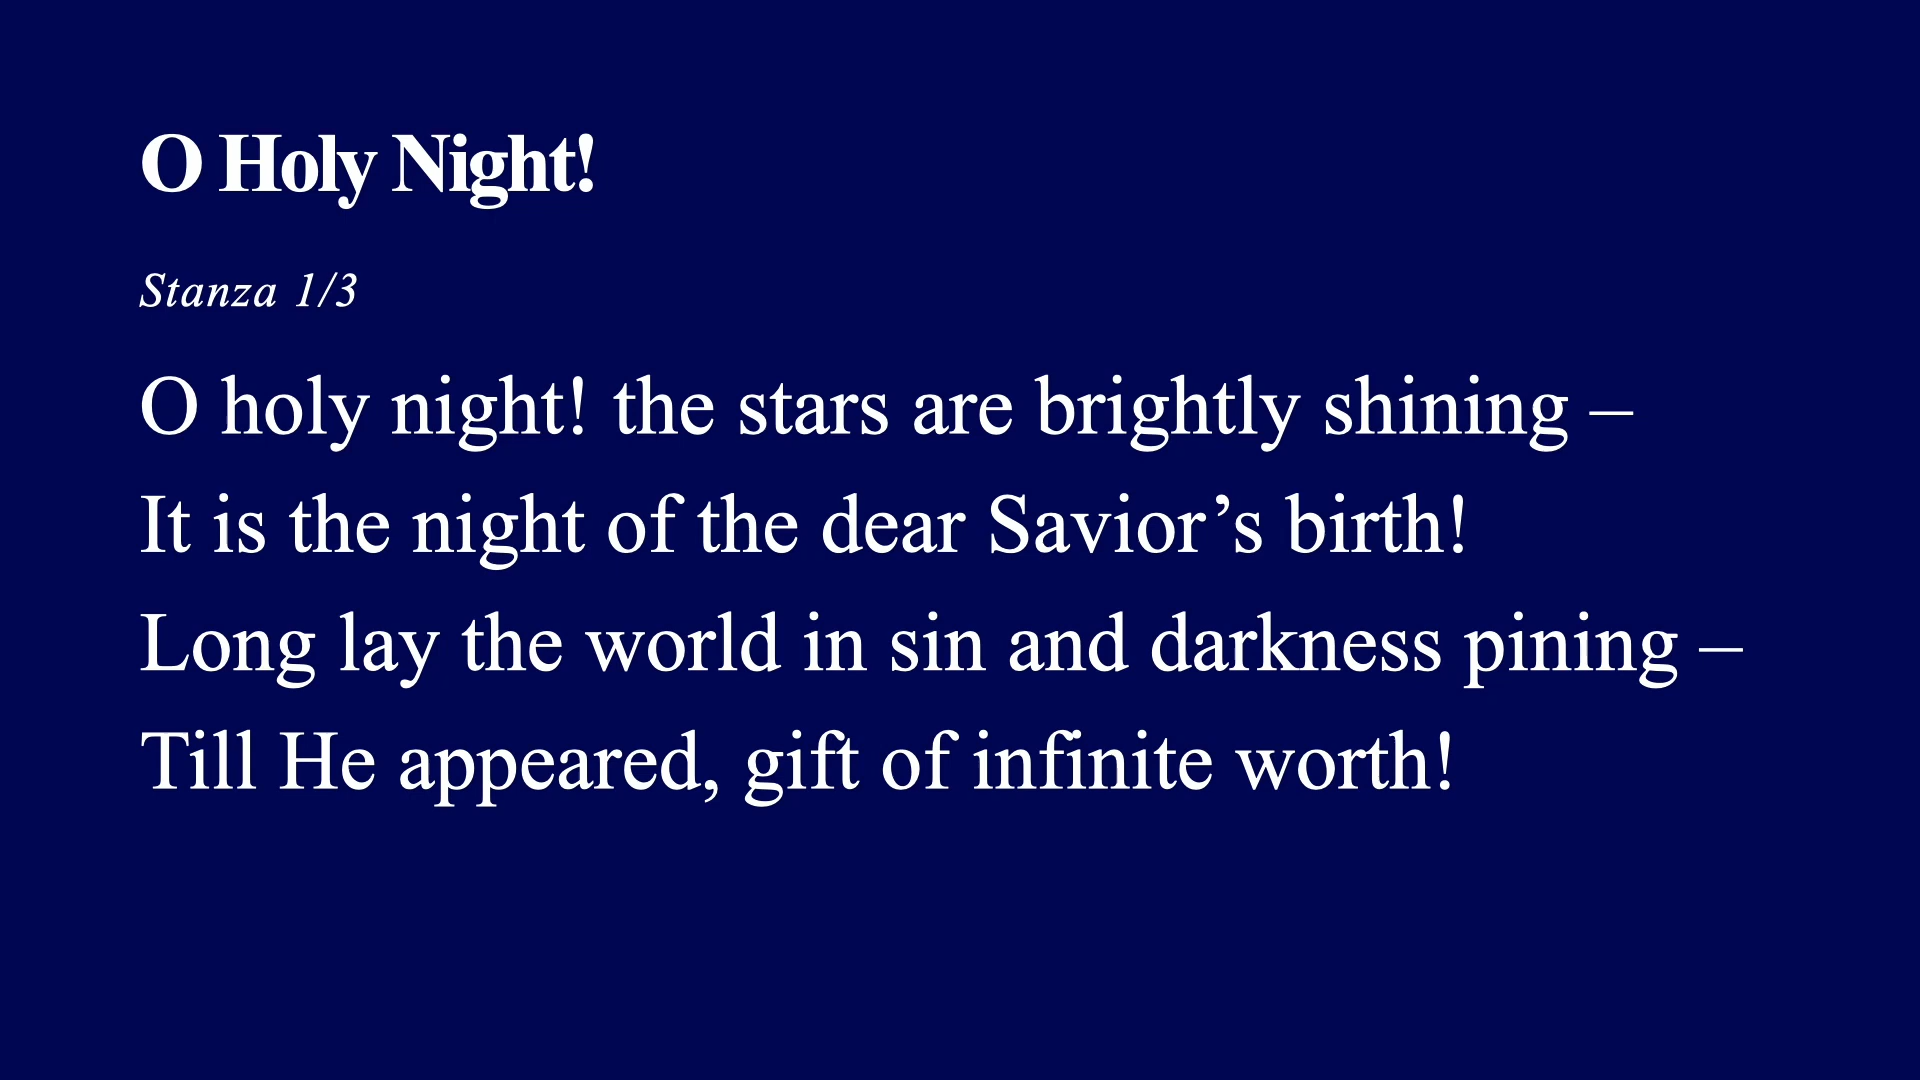 O Holy Night!
Stanza 1/3
O holy night! the stars are brightly shining –
It is the night of the dear Savior’s birth!
Long lay the world in sin and darkness pining –
Till He appeared, gift of infinite worth!